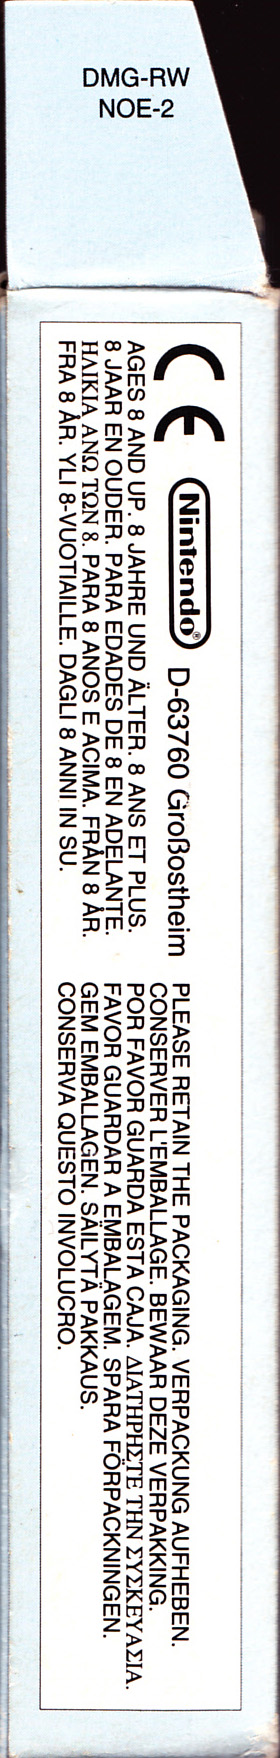 DMG-RW
NOE-2
CE
Nintendo® D-63760 Großostheim
AGES 8 AND UP. 8 JAHRE UND ÄLTER. 8 ANS ET PLUS.
8 JAAR EN OUDER. PARA EDADES DE 8 EN ADELANTE.
ΗΛΙΚΙΑ ΑΝΩ ΤΩΝ 8. PARA 8 ANOS E ACIMA. FRÅN 8 ÅR.
FRA 8 ÅR. YLI 8-VUOTIAILLE. DAGLI 8 ANNI IN SU.
PLEASE RETAIN THE PACKAGING. VERPACKUNG AUFHEBEN.
CONSERVER L'EMBALLAGE. BEWAAR DEZE VERPAKKING.
POR FAVOR GUARDA ESTA CAJA. ΔΙΑΤΗΡΗΣΤΕ ΤΗΝ ΣΥΣΚΕΥΑΣΙΑ.
FAVOR GUARDAR A EMBALAGEM. SPARA FÖRPACKNINGEN.
GEM EMBALLAGEN. SÄILYTÄ PAKKAUS.
CONSERVA QUESTO INVOLUCRO.